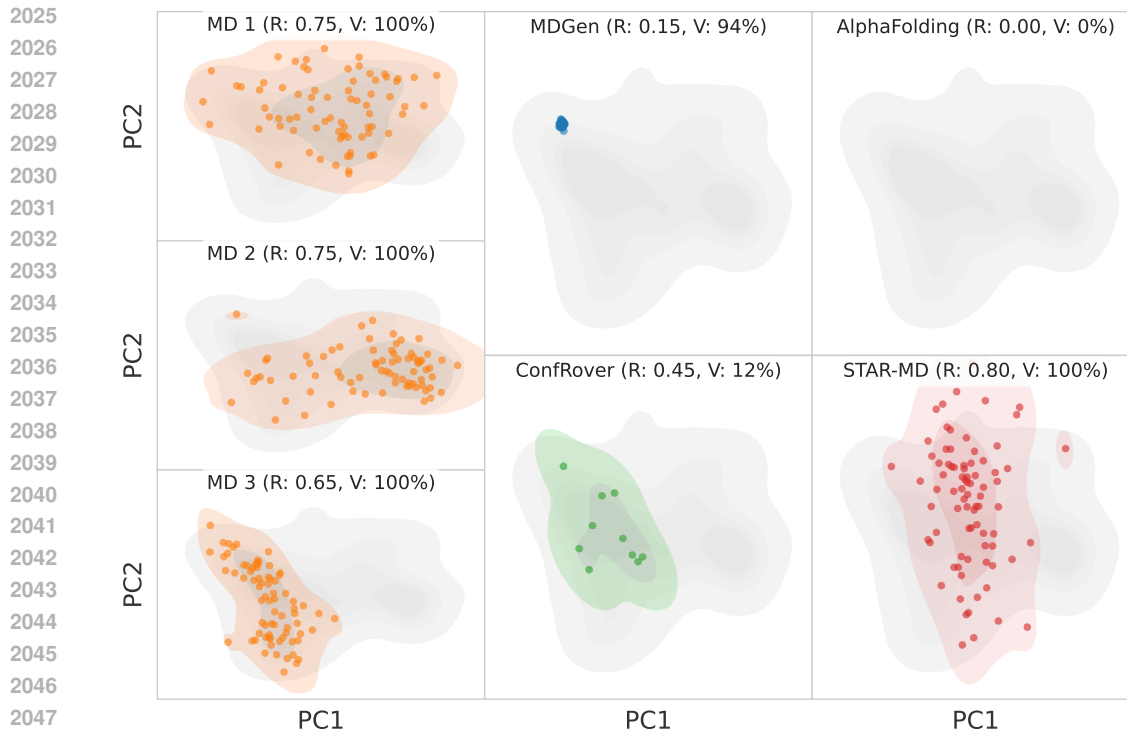 2025
2026
2027
2028
2029
2030
2031
2032
2033
2034
2035
2036
2037
2038
2039
2040
2041
2042
2043
2044
2045
2046
2047
MD 1 (R: 0.75, V: 100%)
PC2
MD 2 (R: 0.75, V: 100%)
PC2
MD 3 (R: 0.65, V: 100%)
PC2
PC1
MDGen (R: 0.15, V: 94%)
ConfRover (R: 0.45, V: 12%)
PC1
AlphaFolding (R: 0.00, V: 0%)
STAR-MD (R: 0.80, V: 100%)
PC1